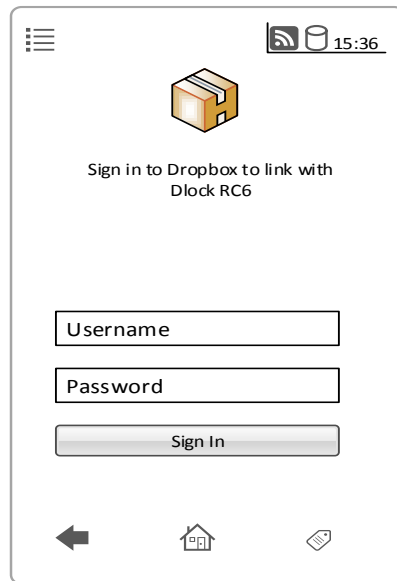 15:36
Sign in to Dropbox to link with
Dlock RC6
Username
Password
Sign In